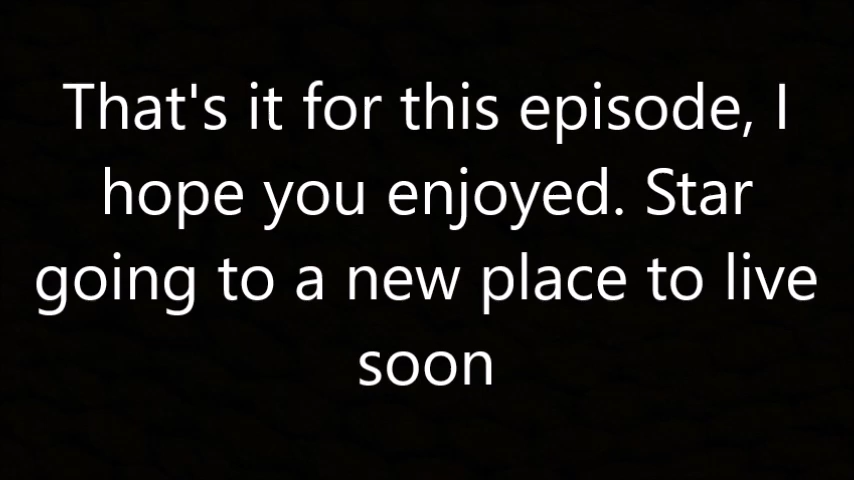 That's it for this episode, I
hope you enjoyed. Star
going to a new place to live
soon